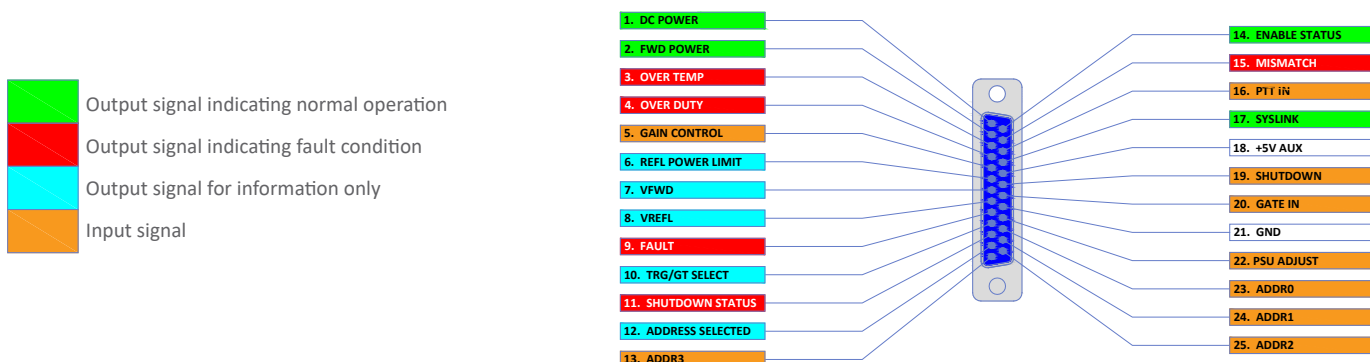 Output signal indicating normal operation
Output signal indicating fault condition
Output signal for information only
Input signal
1. DC POWER
2. FWD POWER
3. OVER TEMP
4. OVER DUTY
5. GAIN CONTROL
6. REFL POWER LIMIT
7. VFWD
8. VREFL
9. FAULT
10. TRG/GT SELECT
11. SHUTDOWN STATUS
12. ADDRESS SELECTED
13. ADDR3
14. ENABLE STATUS
15. MISMATCH
16. PTT IN
17. SYSLINK
18. +5V AUX
19. SHUTDOWN
20. GATE IN
21. GND
22. PSU ADJUST
23. ADDR0
24. ADDR1
25. ADDR2